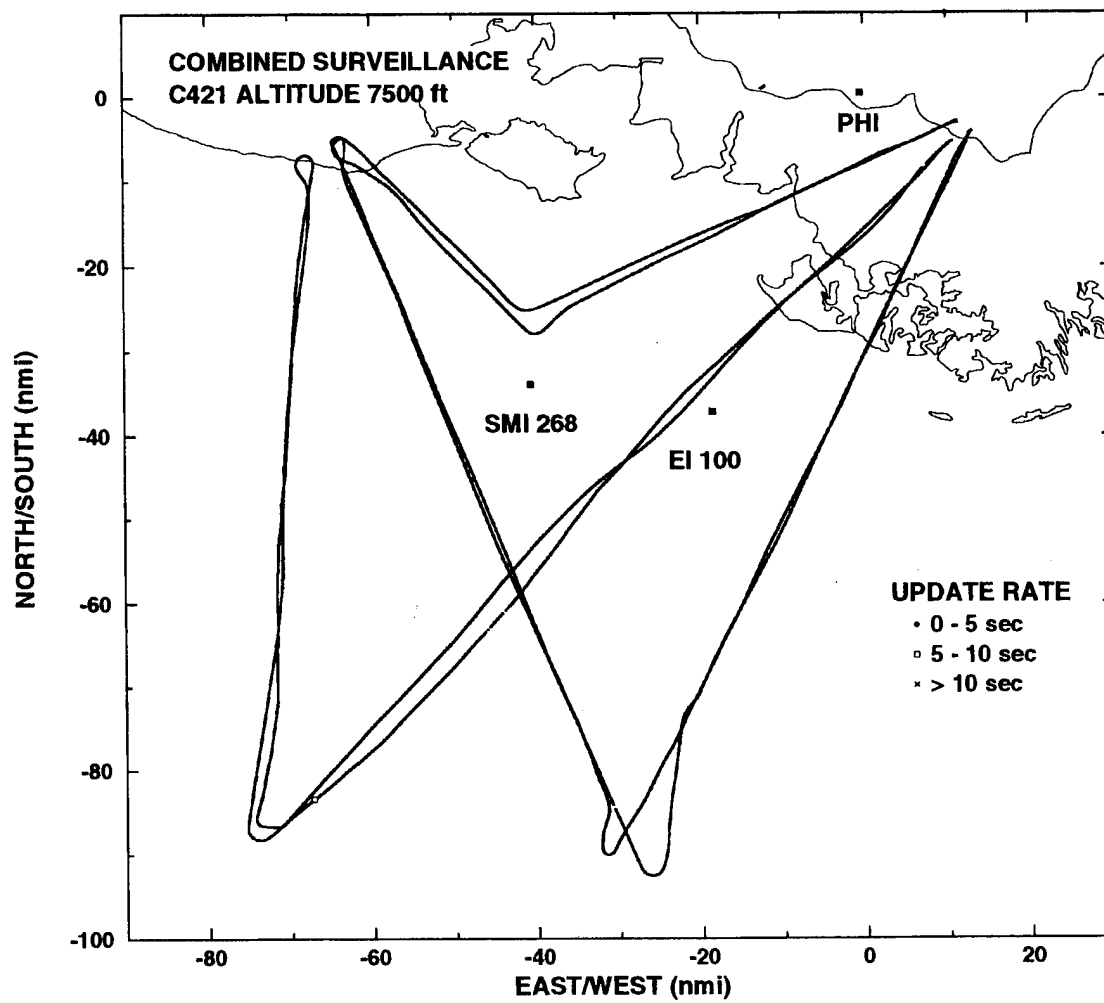 COMBINED SURVEILLANCE
C421 ALTITUDE 7500 ft
PHI
SMI 268
EI 100
UPDATE RATE
0 - 5 sec
5 - 10 sec
> 10 sec
NORTH/SOUTH (nmi)
0
-20
-40
-60
-80
-100
-80
-60
-40
-20
0
20
EAST/WEST (nmi)